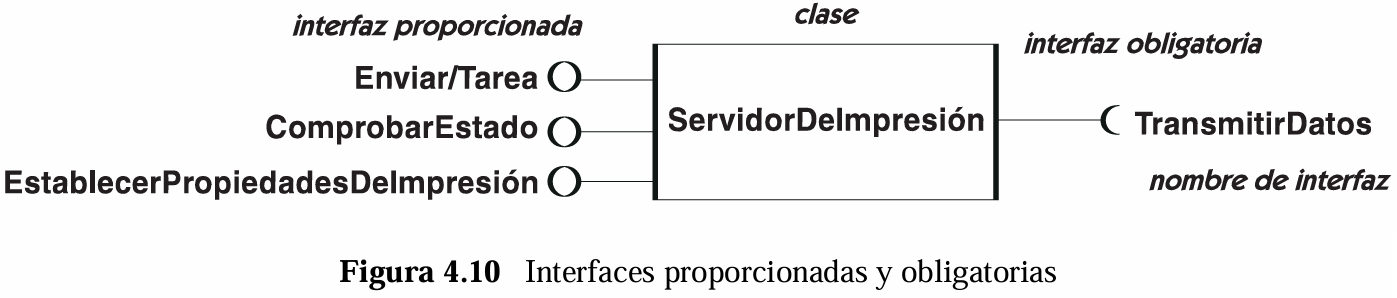 clase
interfaz proporcionada
interfaz obligatoria
Enviar/Tarea
ComprobarEstado
ServidorDeImpresión
TransmitirDatos
EstablecerPropiedadesDeImpresión
nombre de interfaz
Figura 4.10 Interfaces proporcionadas y obligatorias